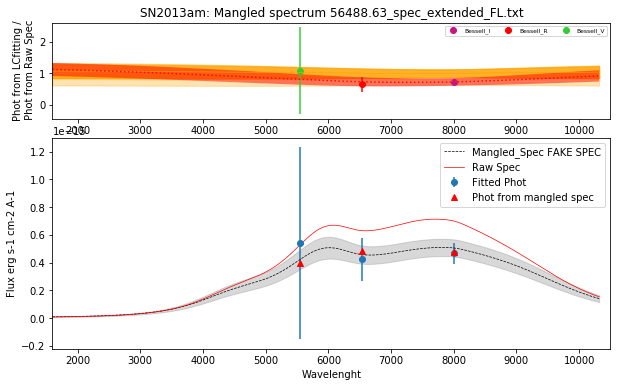 SN2013am: Mangled spectrum 56488.63_spec_extended_FL.txt
Phot from LCfitting /
Phot from Raw Spec
2
1
0
Bessell_I
Bessell_R
Bessell_V
2000 3000 4000 5000 6000 7000 8000 9000 10000
Flux erg s-1 cm-2 A-1
1.2
1.0
0.8
0.6
0.4
0.2
0.0
−0.2
Mangled_Spec FAKE SPEC
Raw Spec
Fitted Phot
Phot from mangled spec
2000 3000 4000 5000 6000 7000 8000 9000 10000
Wavelenght